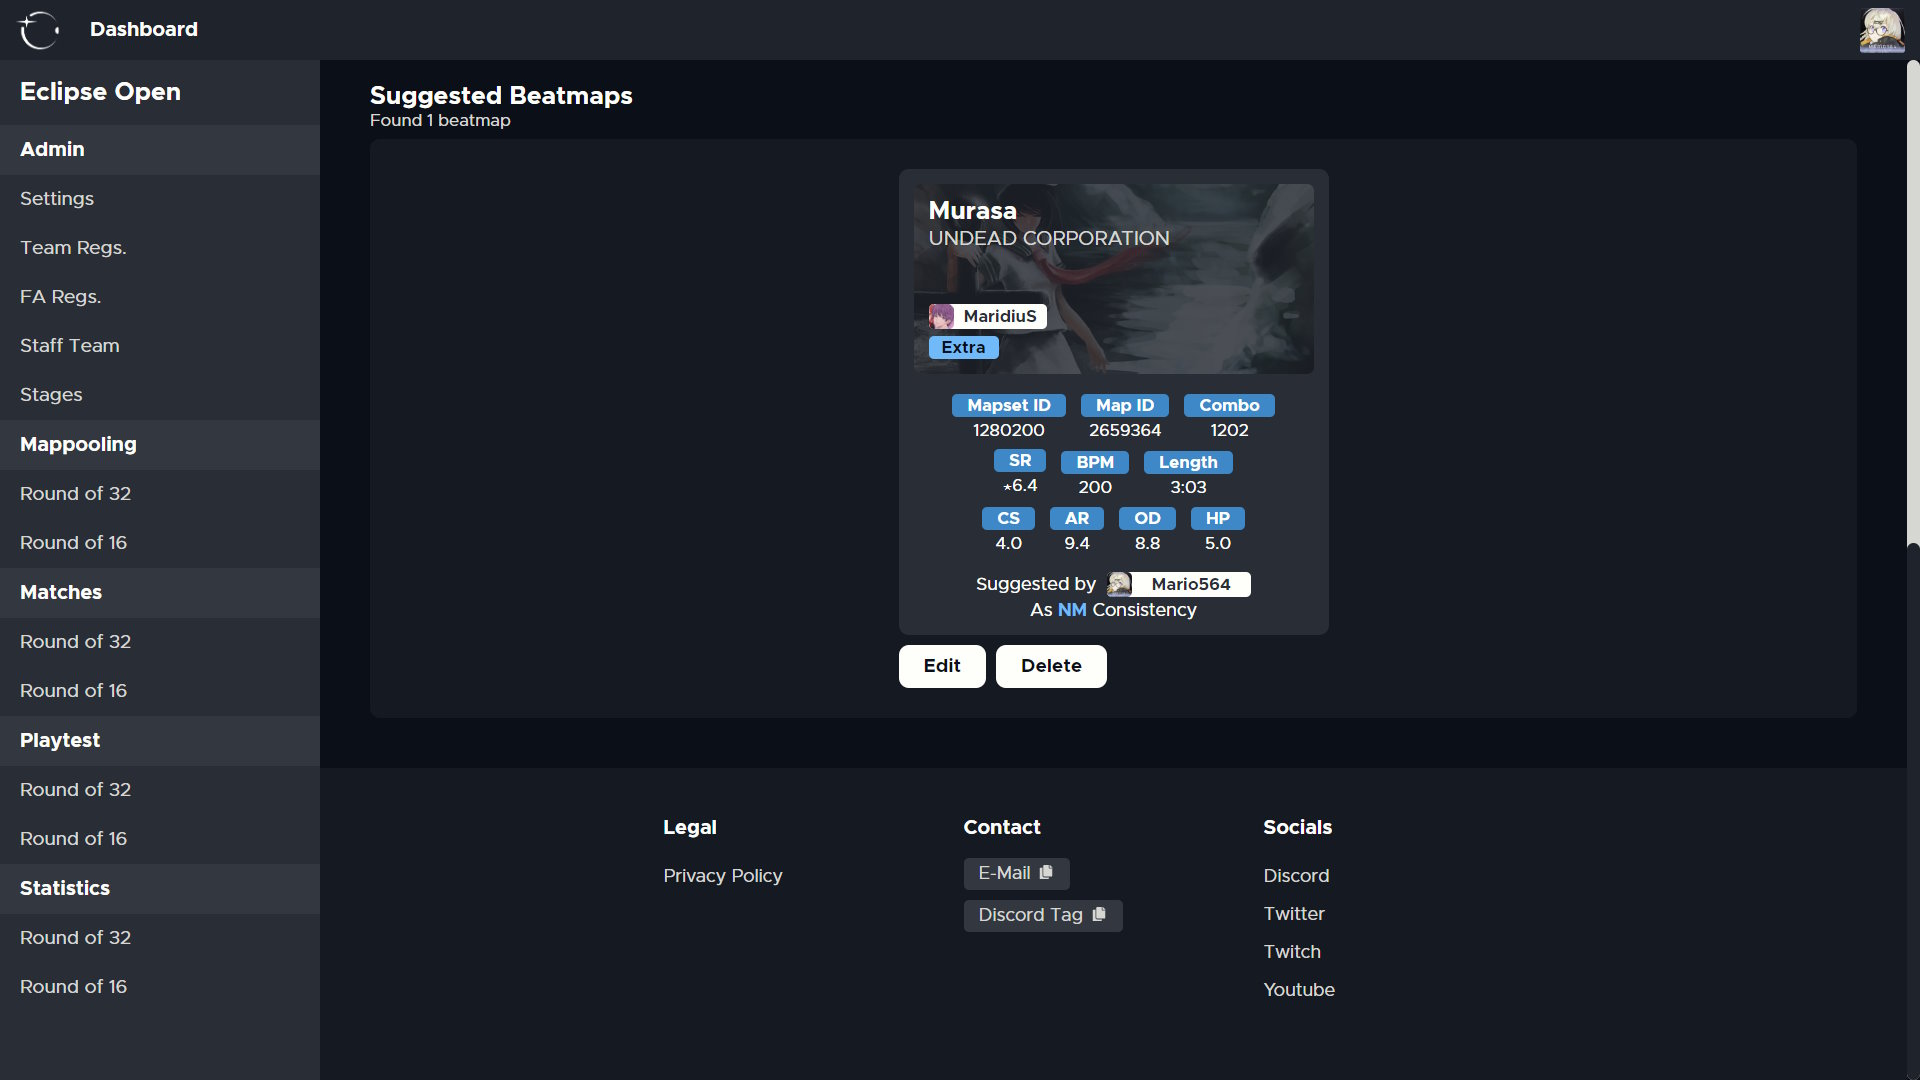 Dashboard
Eclipse Open
Admin
Settings
Team Regs.
FA Regs.
Staff Team
Stages
Mappooling
Round of 32
Round of 16
Matches
Round of 32
Round of 16
Playtest
Round of 32
Round of 16
Statistics
Round of 32
Round of 16
Suggested Beatmaps
Found 1 beatmap
Murasa
UNDEAD CORPORATION
MaridiuS
Extra
Mapset ID Map ID Combo
1280200 2659364 1202
SR BPM Length
★6.4 200 3:03
CS AR OD HP
4.0 9.4 8.8 5.0
Suggested by Mario564
As NM Consistency
Edit Delete
Legal
Privacy Policy
Contact
E-Mail
Discord Tag
Socials
Discord
Twitter
Twitch
Youtube